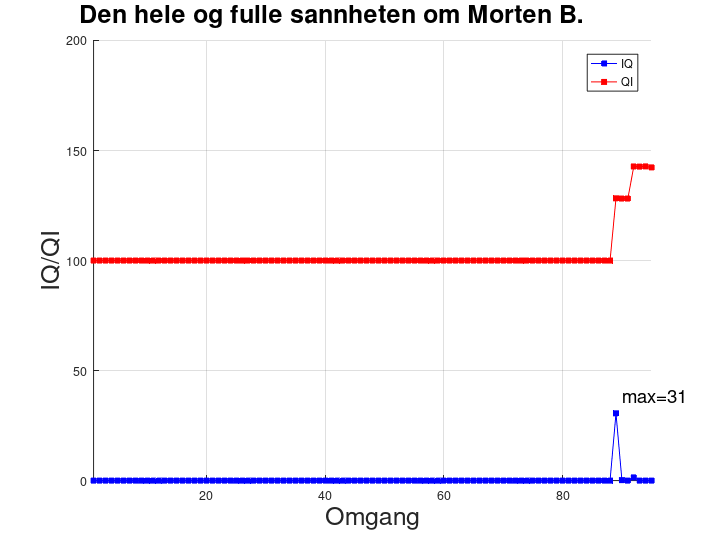 Den hele og fulle sannheten om Morten B.
200
IQ
QI
150
IQ/QI
100
50
max=31
0
20 40 60 80
Omgang